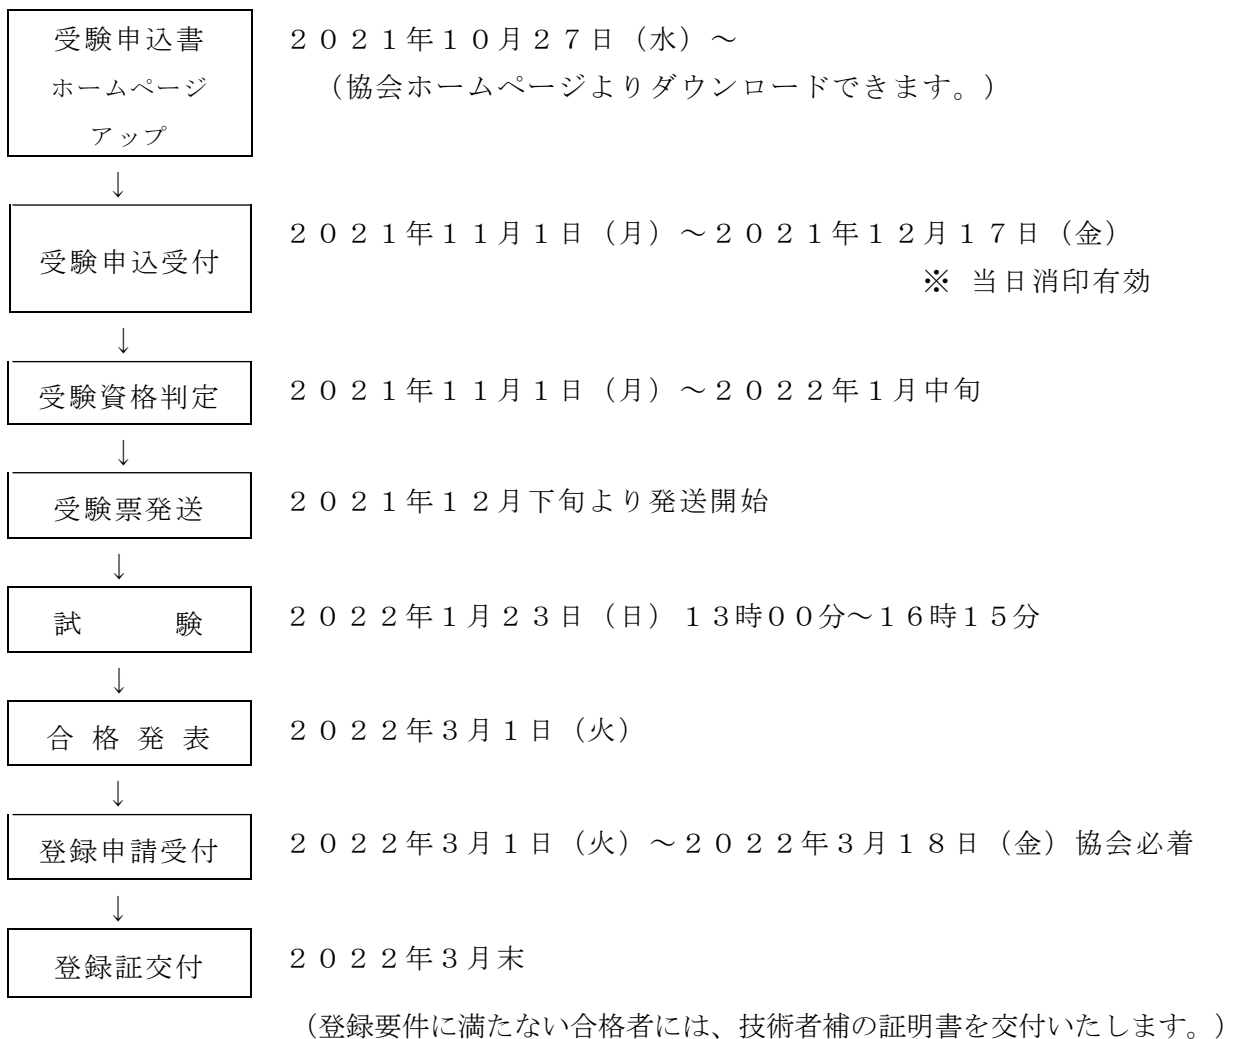 受験申込書
ホームページ
アップ
２０２１年１０月２７日（水）～
（協会ホームページよりダウンロードできます。）
↓
受験申込受付
２０２１年１１月１日（月）～２０２１年１２月１７日（金）
※ 当日消印有効
↓
受験資格判定
２０２１年１１月１日（月）～２０２２年１月中旬
↓
受験票発送
２０２１年１２月下旬より発送開始
↓
試　　験
２０２２年１月２３日（日）１３時００分～１６時１５分
↓
合 格 発 表
２０２２年３月１日（火）
↓
登録申請受付
２０２２年３月１日（火）～２０２２年３月１８日（金）協会必着
↓
登録証交付
２０２２年３月末
（登録要件に満たない合格者には、技術者補の証明書を交付いたします。）